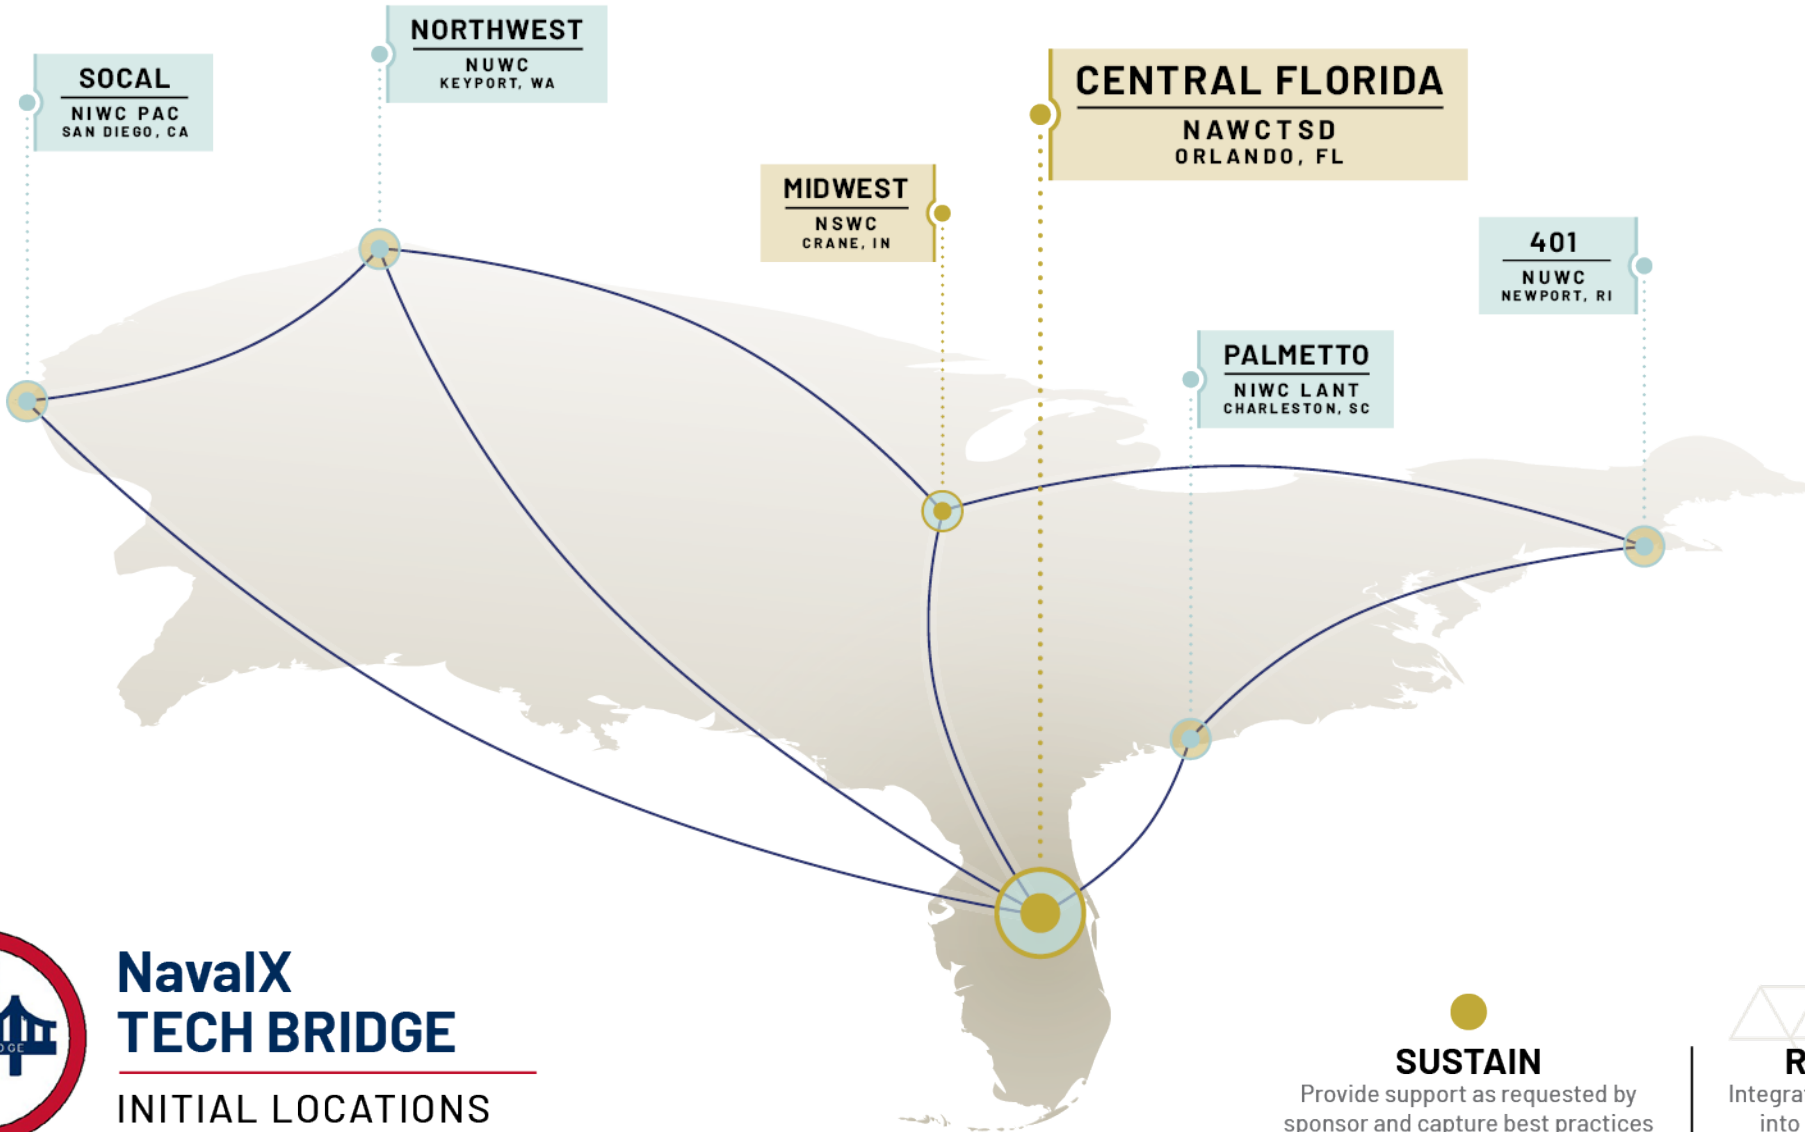 SOCAL
NIWC PAC
SAN DIEGO, CA
NORTHWEST
NUWC
KEYPORT, WA
CENTRAL FLORIDA
NAWCTSD
ORLANDO, FL
MIDWEST
NSWC
CRANE, IN
401
NUWC
NEWPORT, RI
PALMETTO
NIWC LANT
CHARLESTON, SC
NavalX
TECH BRIDGE
INITIAL LOCATIONS
SUSTAIN
Provide support as requested by
sponsor and capture best practices
into